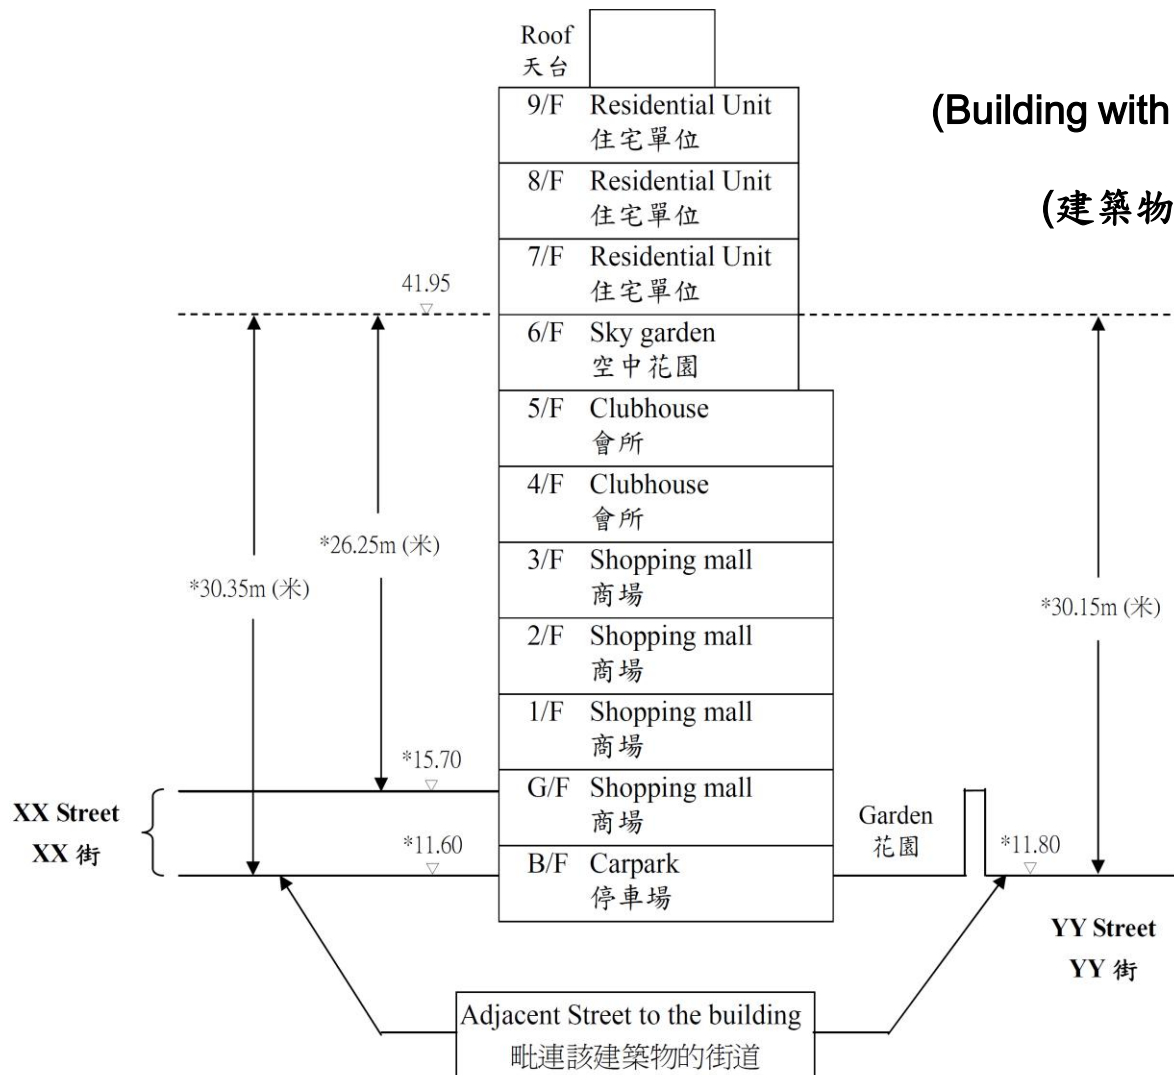 Roof
天台
(Building with
9/F Residential Unit
住宅單位
(建築物
8/F Residential Unit
住宅單位
7/F Residential Unit
住宅單位
41.95
6/F Sky garden
空中花園
5/F Clubhouse
會所
4/F Clubhouse
會所
*26.25m (米)
3/F Shopping mall
商場
*30.35m (米)
*30.15m (米)
2/F Shopping mall
商場
1/F Shopping mall
商場
*15.70
G/F Shopping mall
商場
XX Street
XX 街
Garden
花園
*11.60
*11.80
B/F Carpark
停車場
YY Street
YY 街
Adjacent Street to the building
毗連該建築物的街道